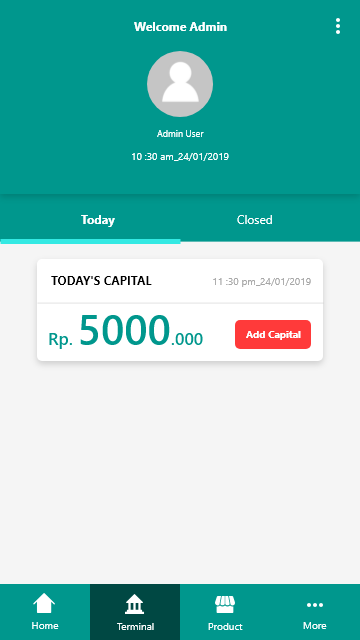 Welcome Admin
Admin User
10 :30 am_24/01/2019
Today Closed
TODAY'S CAPITAL 11 :30 pm_24/01/2019
Rp. 5000.000 Add Capital
Home Terminal Product More